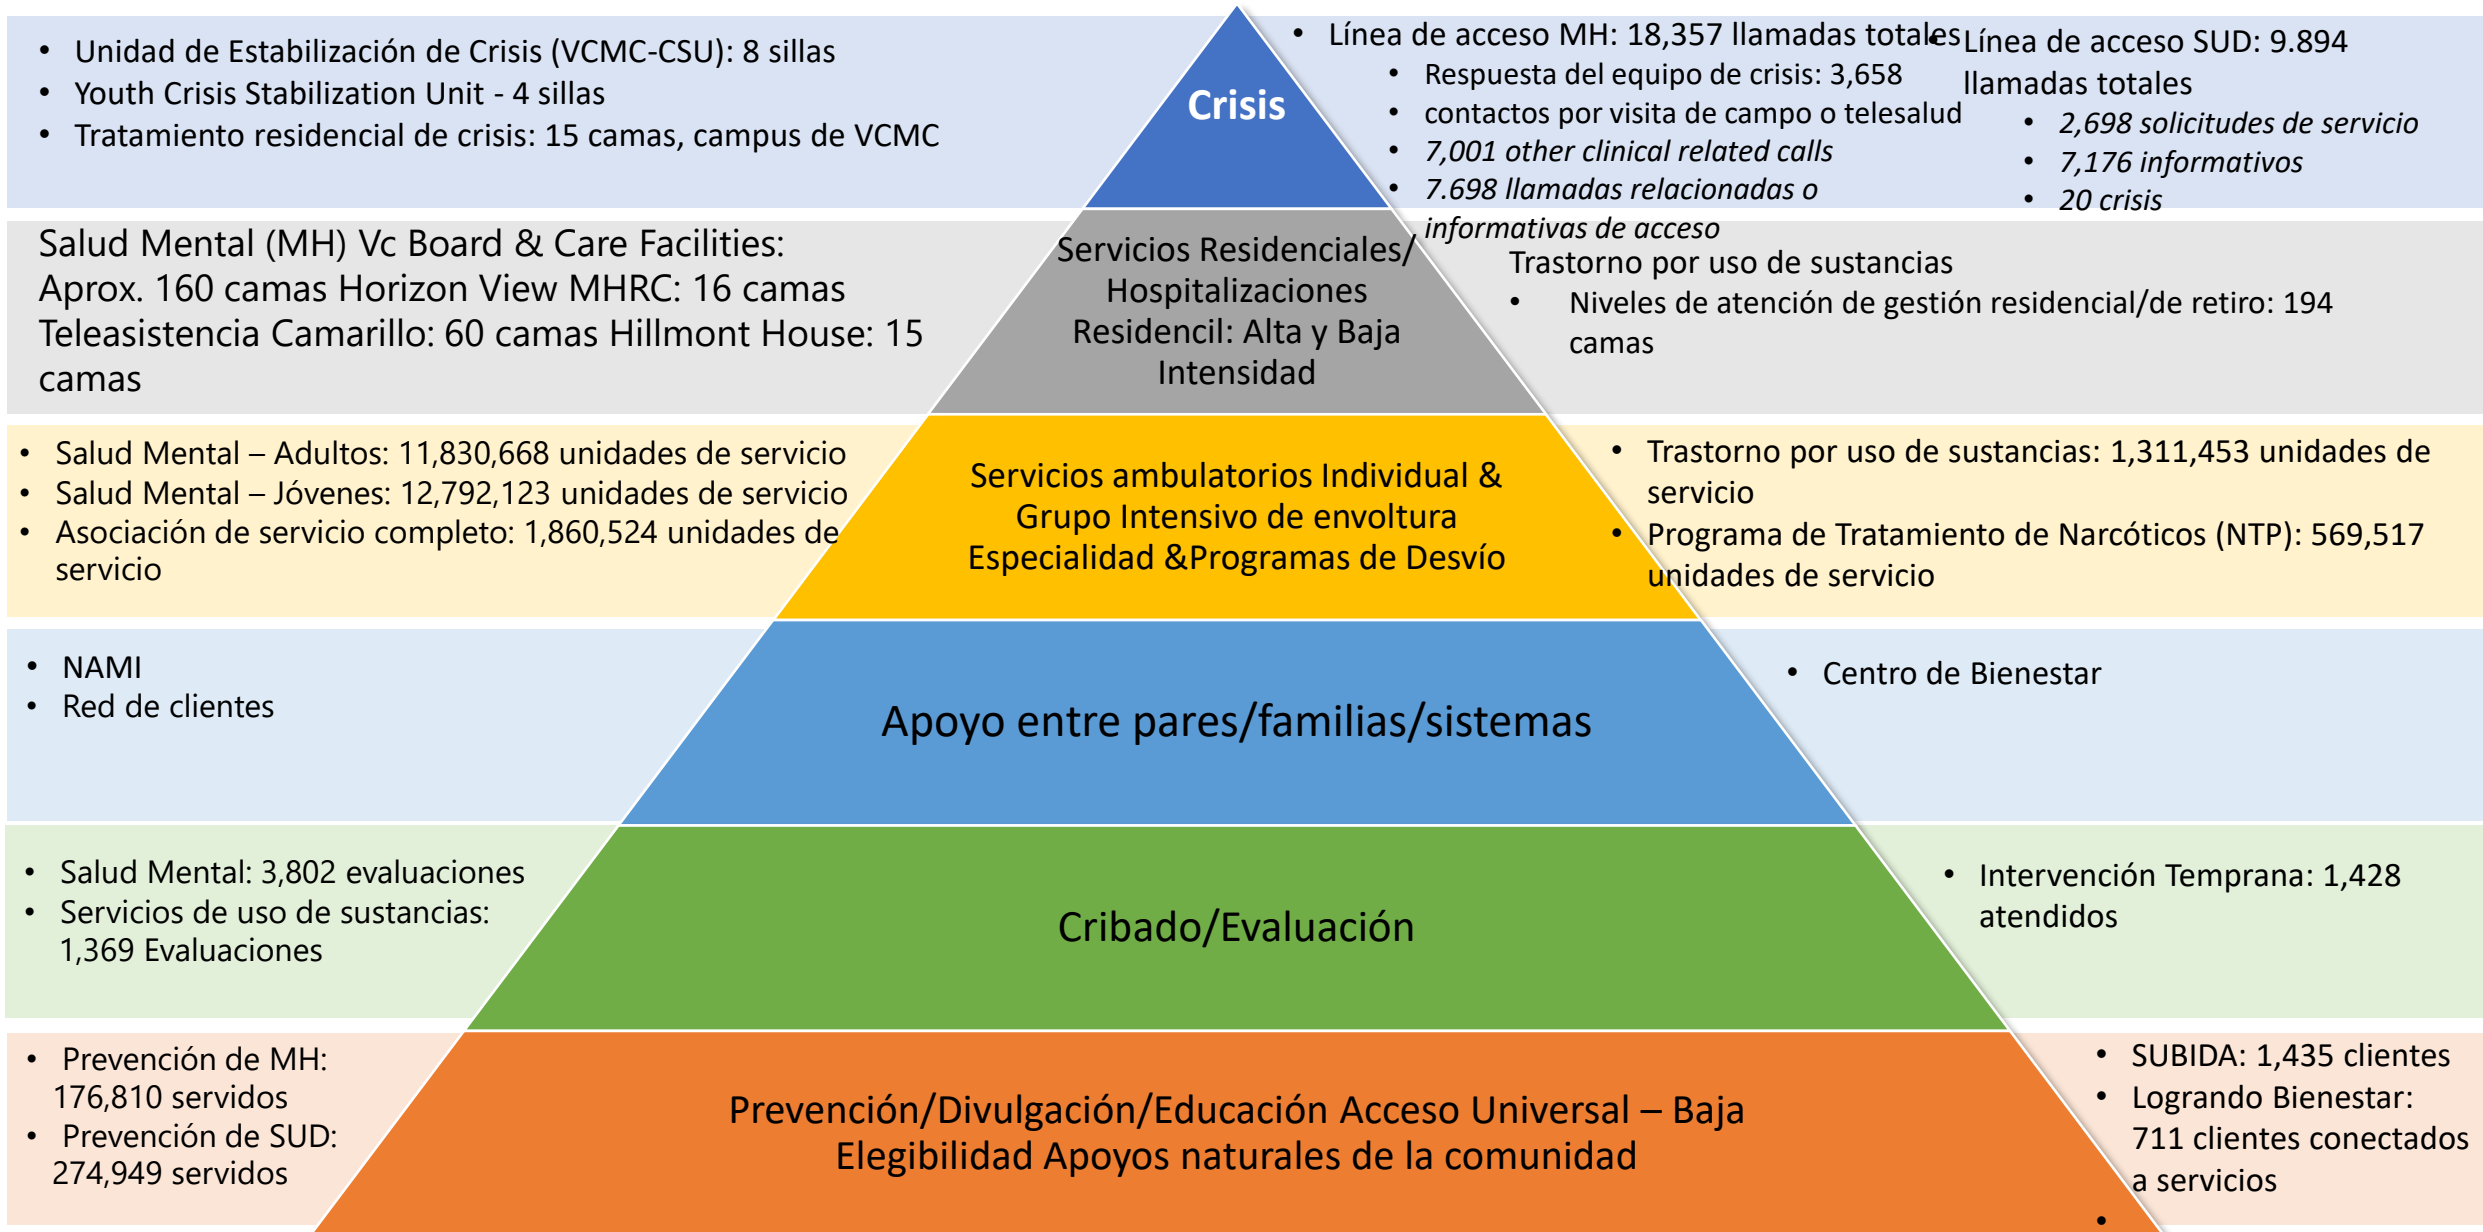 • Unidad de Estabilización de Crisis (VCMC-CSU): 8 sillas
• Youth Crisis Stabilization Unit - 4 sillas
• Tratamiento residencial de crisis: 15 camas, campus de VCMC
Crisis
• Línea de acceso MH: 18,357 llamadas totales
• Respuesta del equipo de crisis: 3,658
• contactos por visita de campo o telesalud
• 7,001 other clinical related calls
• 7.698 llamadas relacionadas o
informativas de acceso
• Línea de acceso SUD: 9.894
llamadas totales
• 2,698 solicitudes de servicio
• 7,176 informativos
• 20 crisis
Salud Mental (MH) Vc Board & Care Facilities:
Aprox. 160 camas Horizon View MHRC: 16 camas
Teleasistencia Camarillo: 60 camas Hillmont House: 15
camas
Servicios Residenciales/
Hospitalizaciones
Residencil: Alta y Baja
Intensidad
Trastorno por uso de sustancias
• Niveles de atención de gestión residencial/de retiro: 194
camas
• Salud Mental – Adultos: 11,830,668 unidades de servicio
• Salud Mental – Jóvenes: 12,792,123 unidades de servicio
• Asociación de servicio completo: 1,860,524 unidades de
servicio
Servicios ambulatorios Individual &
Grupo Intensivo de envoltura
Especialidad &Programas de Desvío
• Trastorno por uso de sustancias: 1,311,453 unidades de
servicio
• Programa de Tratamiento de Narcóticos (NTP): 569,517
unidades de servicio
• NAMI
• Red de clientes
Apoyo entre pares/familias/sistemas
• Centro de Bienestar
• Salud Mental: 3,802 evaluaciones
• Servicios de uso de sustancias:
1,369 Evaluaciones
Cribado/Evaluación
• Intervención Temprana: 1,428
atendidos
• Prevención de MH:
176,810 servidos
• Prevención de SUD:
274,949 servidos
Prevención/Divulgación/Educación Acceso Universal – Baja
Elegibilidad Apoyos naturales de la comunidad
• SUBIDA: 1,435 clientes
• Logrando Bienestar:
711 clientes conectados
a servicios
•